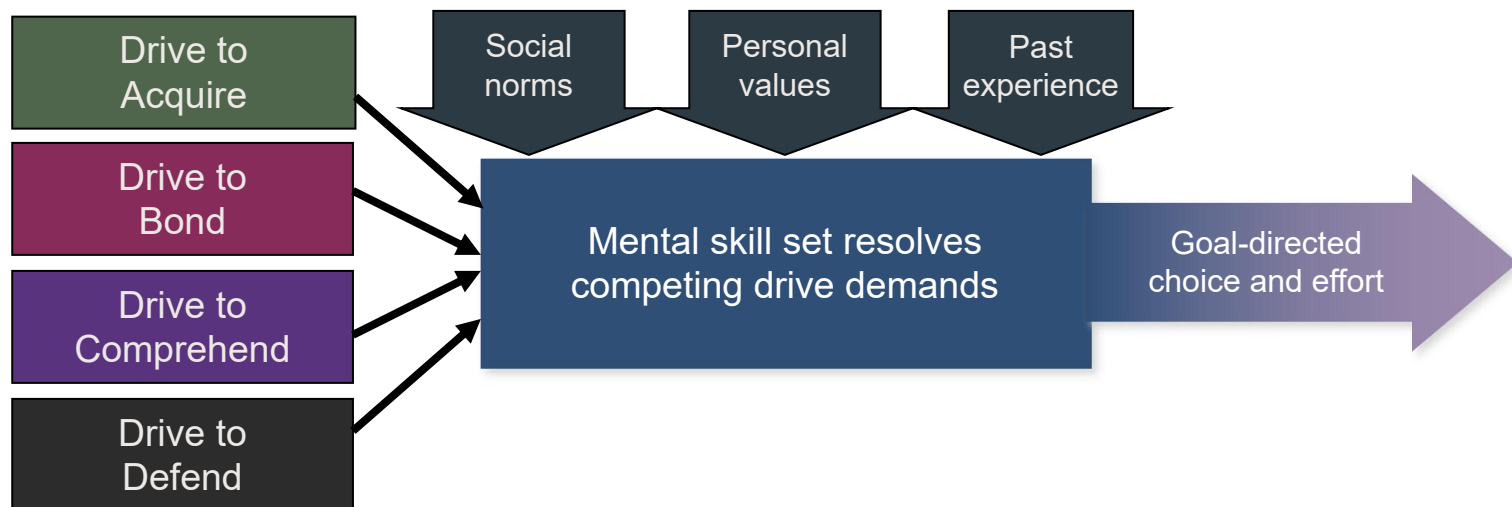 Drive to
Acquire
Drive to
Bond
Drive to
Comprehend
Drive to
Defend
Social
norms
Personal
values
Past
experience
Mental skill set resolves
competing drive demands
Goal-directed
choice and effort